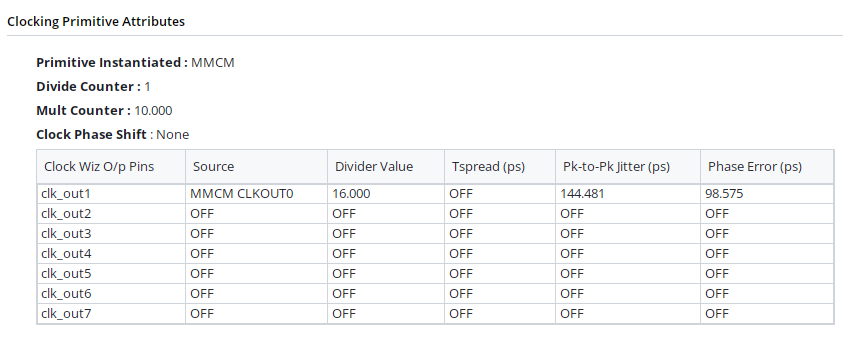 Clocking Primitive Attributes
Primitive Instantiated : MMCM
Divide Counter : 1
Mult Counter : 10.000
Clock Phase Shift : None
Clock Wiz O/p Pins Source Divider Value Tspread (ps) Pk-to-Pk Jitter (ps) Phase Error (ps)
clk_out1 MMCM CLKOUT0 16.000 OFF 144.481 98.575
clk_out2 OFF OFF OFF OFF OFF
clk_out3 OFF OFF OFF OFF OFF
clk_out4 OFF OFF OFF OFF OFF
clk_out5 OFF OFF OFF OFF OFF
clk_out6 OFF OFF OFF OFF OFF
clk_out7 OFF OFF OFF OFF OFF